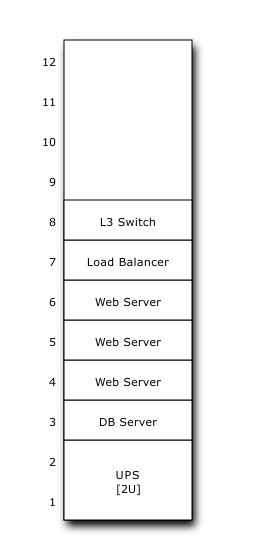 12
11
10
9
8 L3 Switch
7 Load Balancer
6 Web Server
5 Web Server
4 Web Server
3 DB Server
2
UPS
[2U]
1